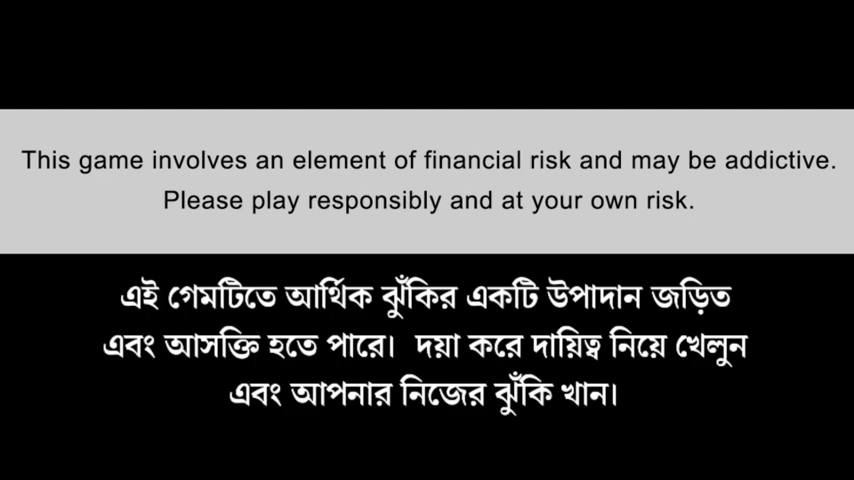 This game involves an element of financial risk and may be addictive.
Please play responsibly and at your own risk.
এই গেমটিতে আর্থিক ঝুঁকির একটি উপাদান জড়িত
এবং আসক্তি হতে পারে। দয়া করে দায়িত্ব নিয়ে খেলুন
এবং আপনার নিজের ঝুঁকি খান।